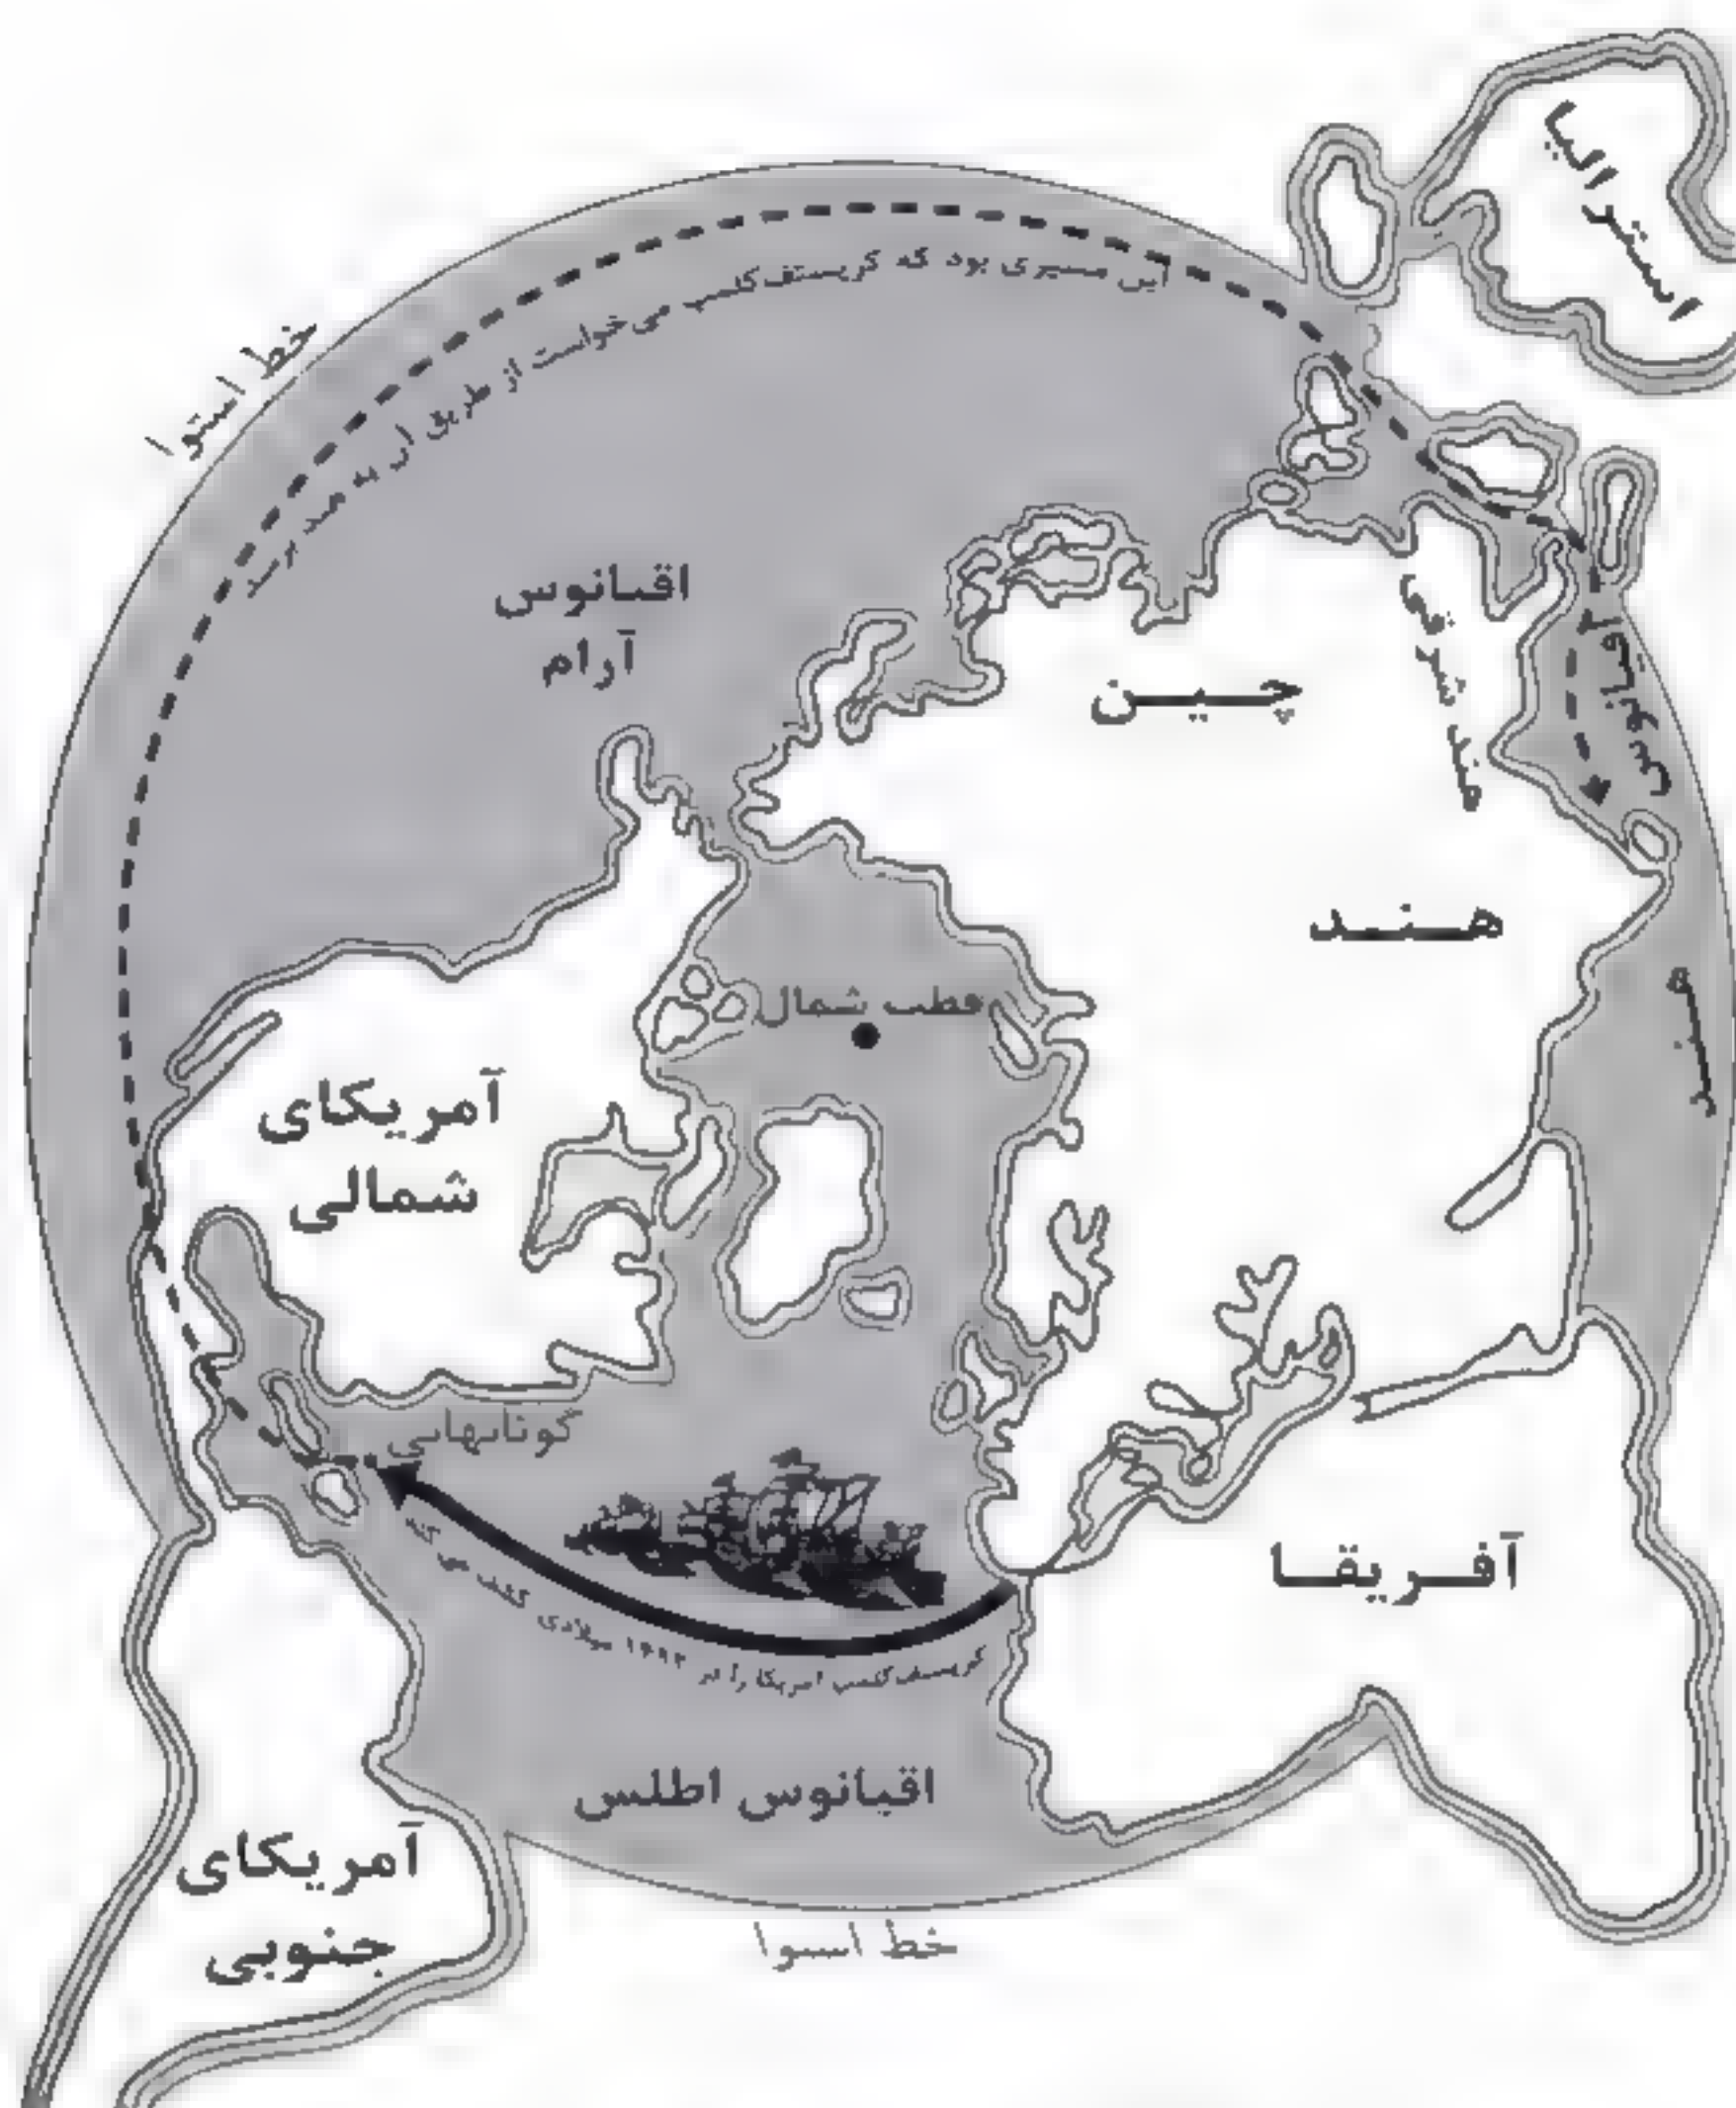 استرالیا
این مسیری بود که کریستف‌کلمب می‌خواست از طریق آن به هند برسد
خط استوا
اقیانوس
آرام
چین
هند شرقی
اقیانوس
هند
قطب شمال
آمریکای
شمالی
گوناهانی
کریستف‌کلمب امریکا را در ۱۴۹۲ میلادی کشف می‌کند
آفریقا
اقیانوس اطلس
آمریکای
جنوبی
خط استوا